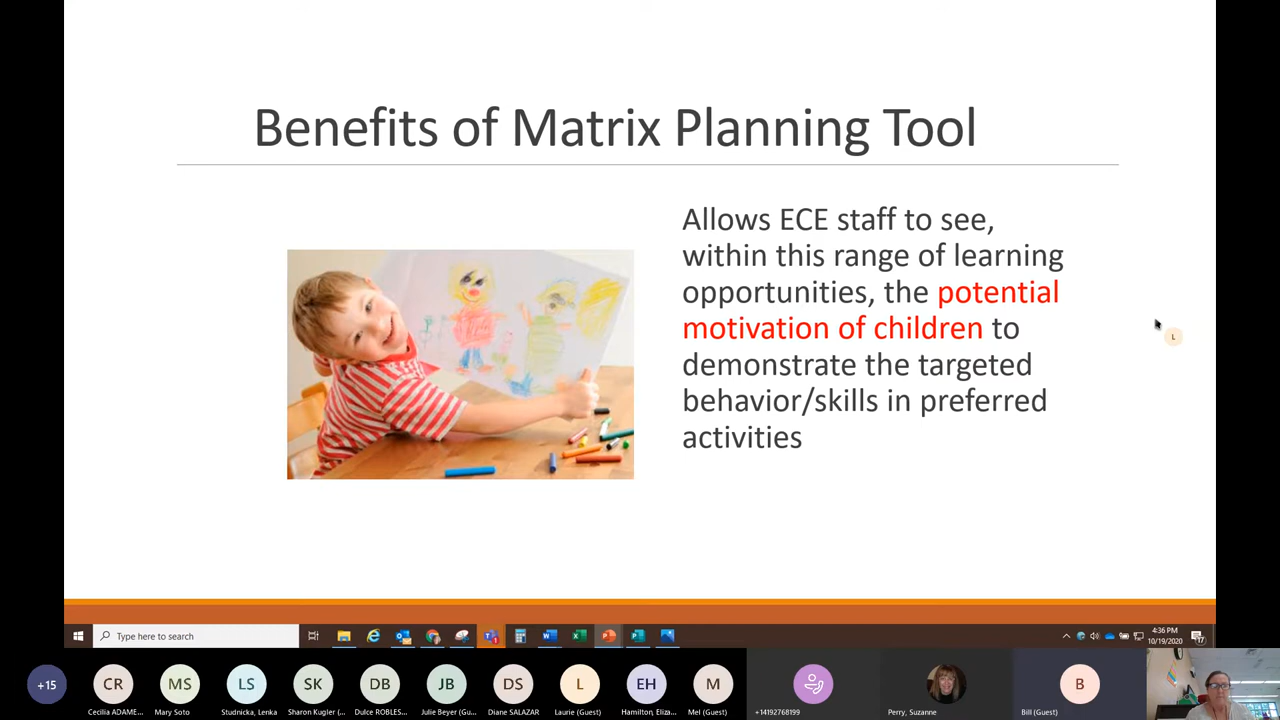 Benefits of Matrix Planning Tool
Allows ECE staff to see,
within this range of learning
opportunities, the potential
motivation of children to
demonstrate the targeted
behavior/skills in preferred
activities
L
Type here to search
4:36 PM
10/19/2020
17
+15
CR
MS
LS
SK
DB
JB
DS
L
EH
M
B
Cecilia ADAME...
Mary Soto
Studnicka, Lenka
Sharon Kugler (...
Dulce ROBLES...
Julie Beyer (Gu...
Diane SALAZAR
Laurie (Guest)
Hamilton, Eliza...
Mel (Guest)
+14192768199
Perry, Suzanne
Bill (Guest)